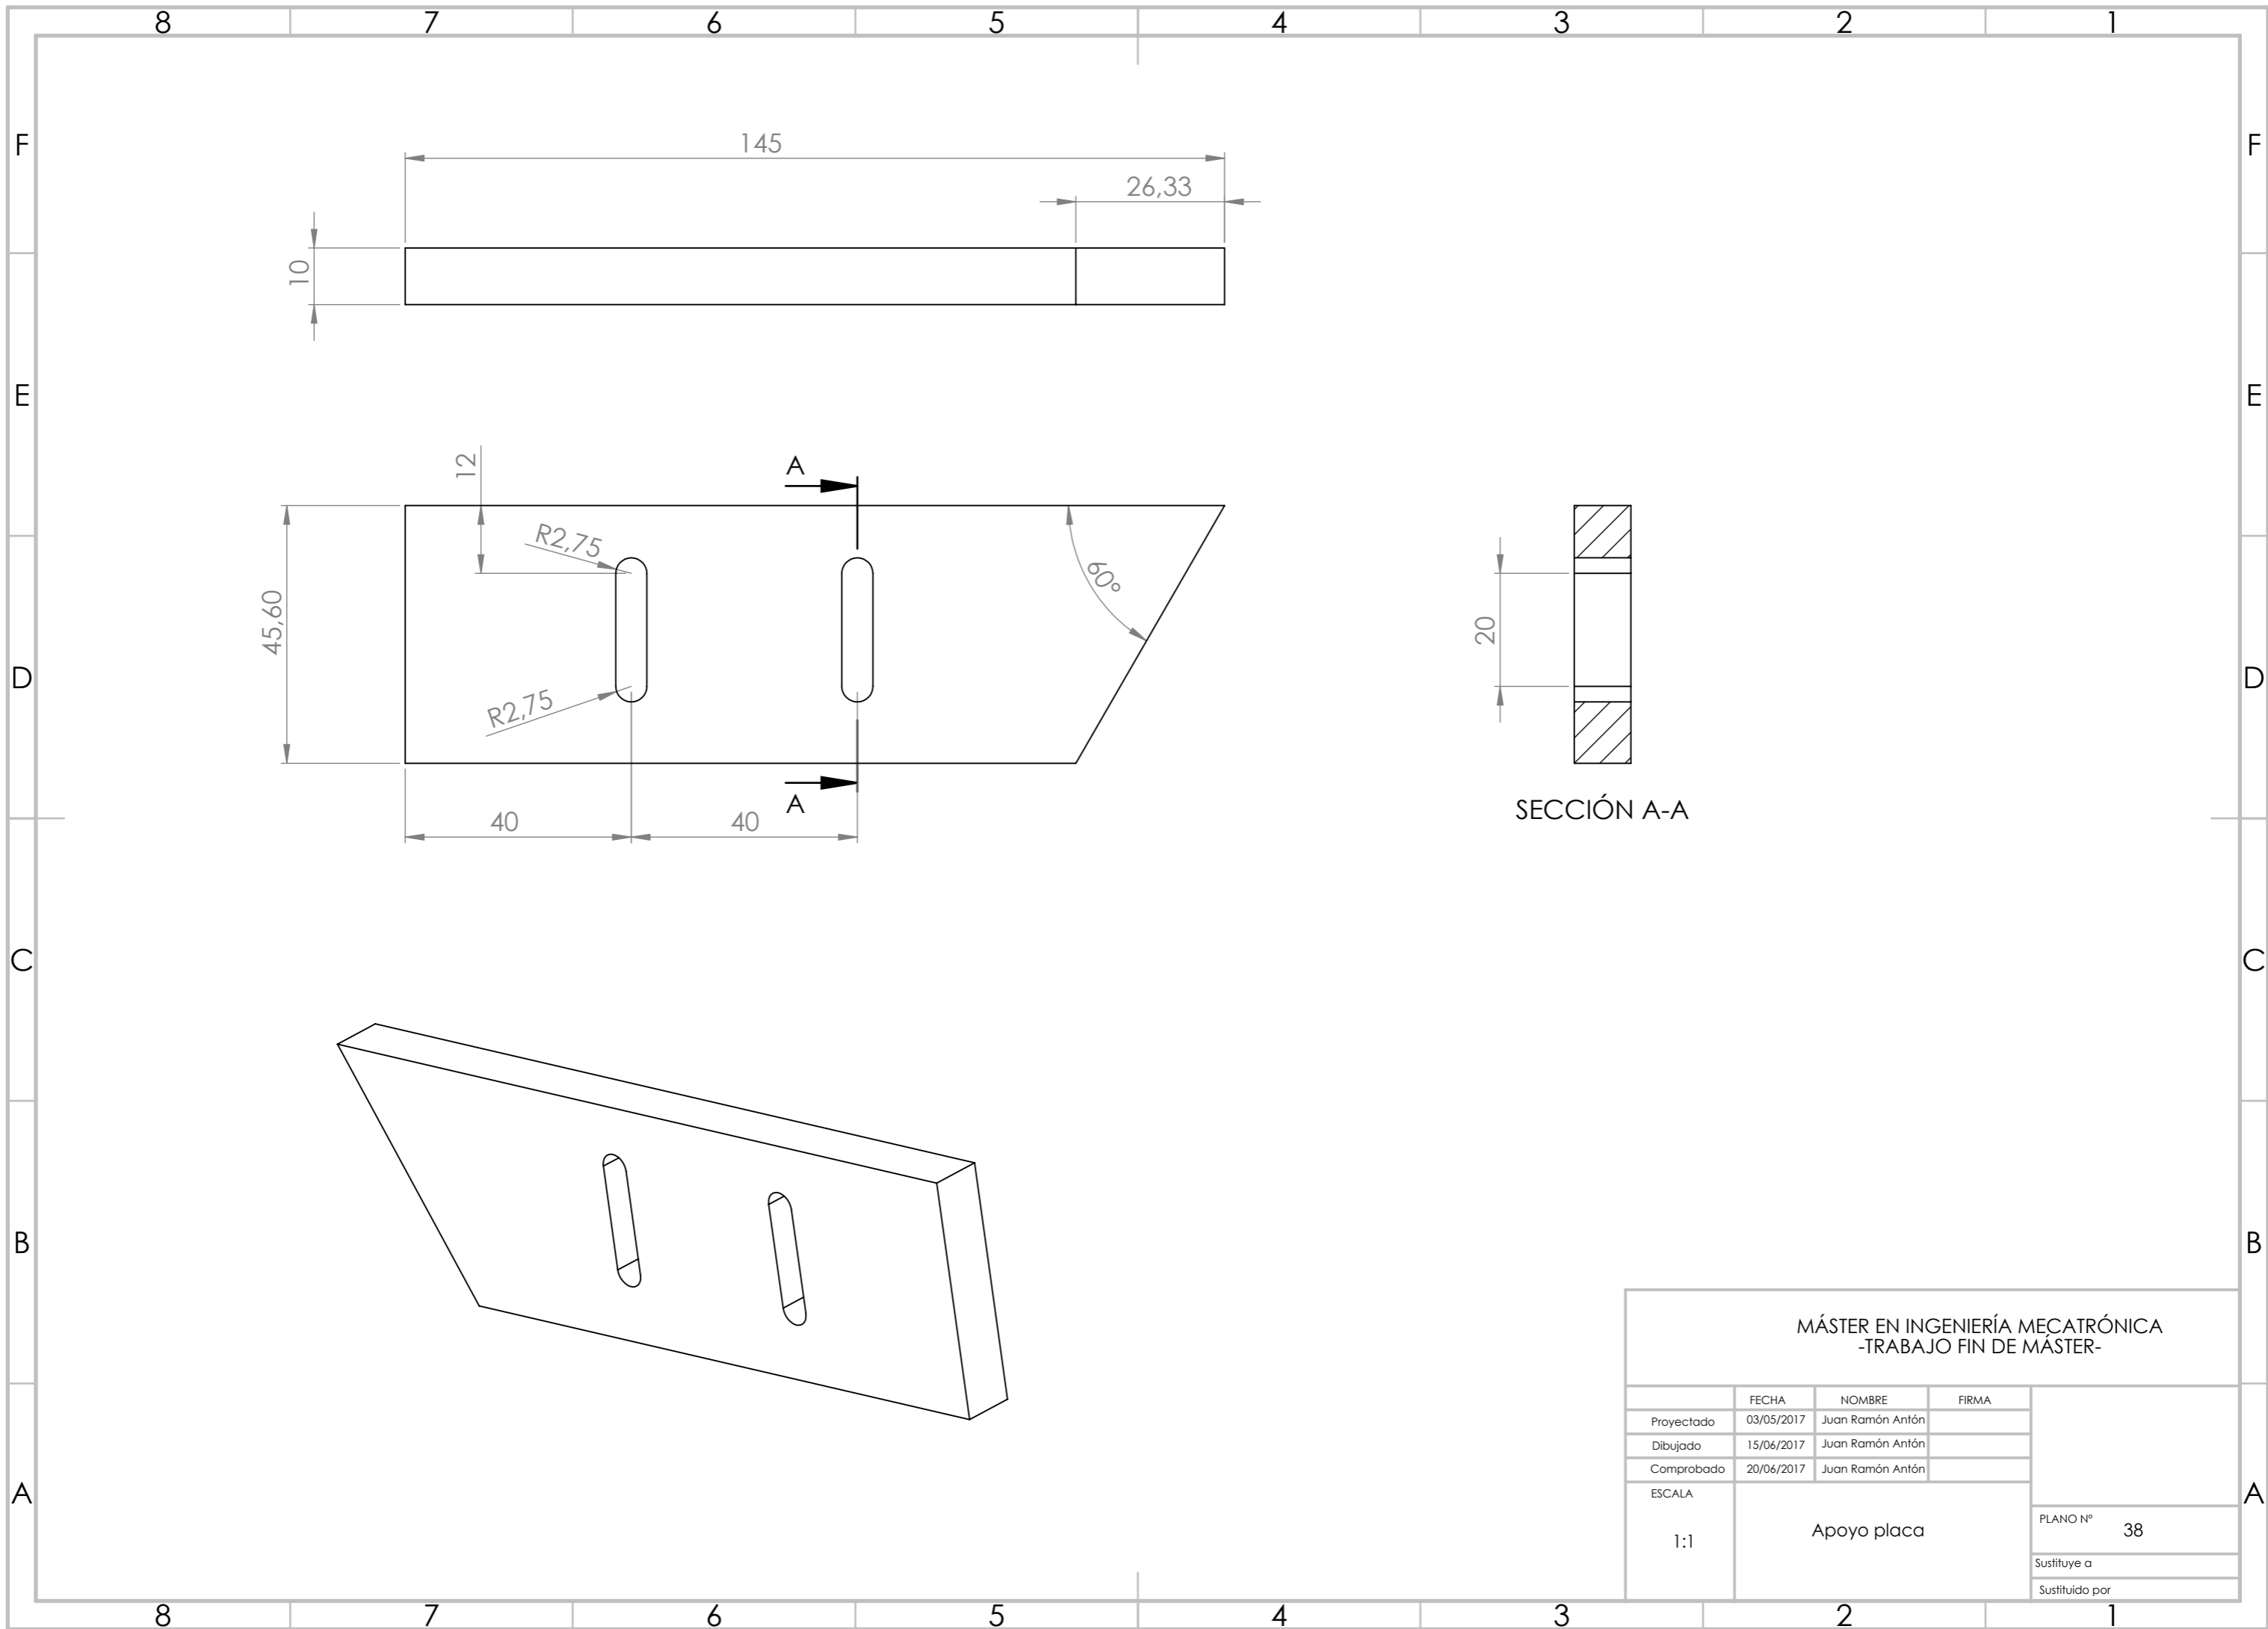 8 7 6 5 4 3 2 1
F F
145
26,33
10
E E
12
A
R2,75
60°
45,60
20
D D
R2,75
A
SECCIÓN A-A
40 40
C C
B B
MÁSTER EN INGENIERÍA MECATRÓNICA
-TRABAJO FIN DE MÁSTER-
FECHA NOMBRE FIRMA
Proyectado 03/05/2017 Juan Ramón Antón
Dibujado 15/06/2017 Juan Ramón Antón
Comprobado 20/06/2017 Juan Ramón Antón
A A
ESCALA
1:1
Apoyo placa
PLANO Nº 38
Sustituye a
Sustituido por
8 7 6 5 4 3 2 1